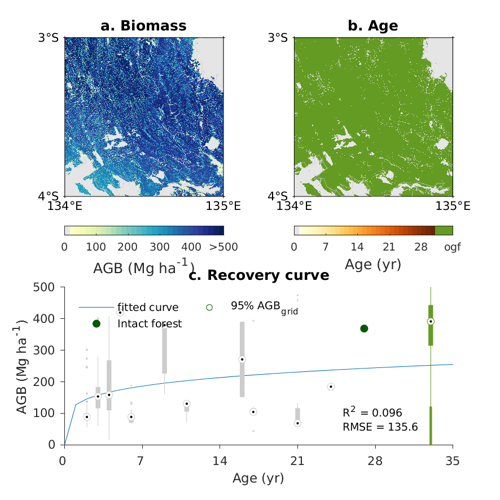 a. Biomass
b. Age
3°S
3°S
4°S
4°S
134°E
135°E
134°E
135°E
0 100 200 300 400 >500
0 7 14 21 28 ogf
AGB (Mg ha-1)
Age (yr)
c. Recovery curve
500
400
300
200
100
0
AGB (Mg ha-1)
fitted curve
95% AGBgrid
Intact forest
R2 = 0.096
RMSE = 135.6
0 7 14 21 28 35
Age (yr)